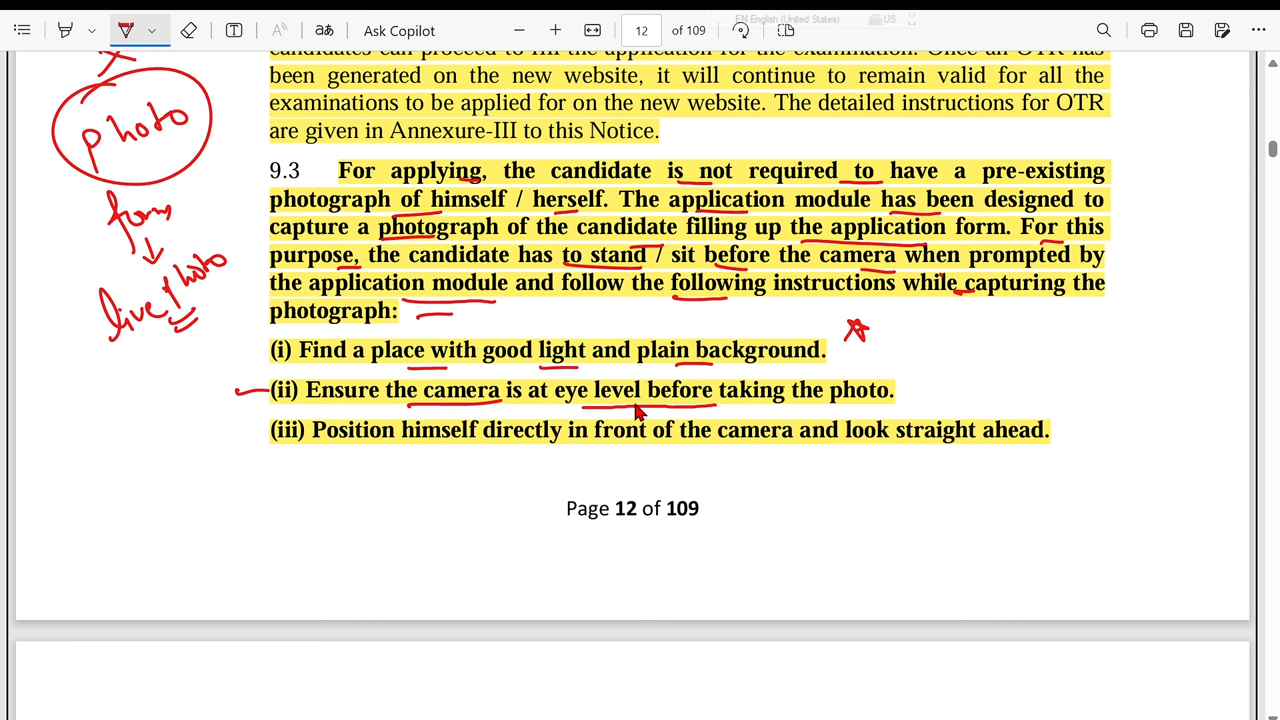 Ask Copilot
12 of 109
EN English (United States) US
candidates can proceed to fill the application for the examination. Once an OTR has
been generated on the new website, it will continue to remain valid for all the
examinations to be applied for on the new website. The detailed instructions for OTR
are given in Annexure-III to this Notice.
photo
form
live photo
9.3 For applying, the candidate is not required to have a pre-existing
photograph of himself / herself. The application module has been designed to
capture a photograph of the candidate filling up the application form. For this
purpose, the candidate has to stand / sit before the camera when prompted by
the application module and follow the following instructions while capturing the
photograph:
(i) Find a place with good light and plain background.
(ii) Ensure the camera is at eye level before taking the photo.
(iii) Position himself directly in front of the camera and look straight ahead.
Page 12 of 109